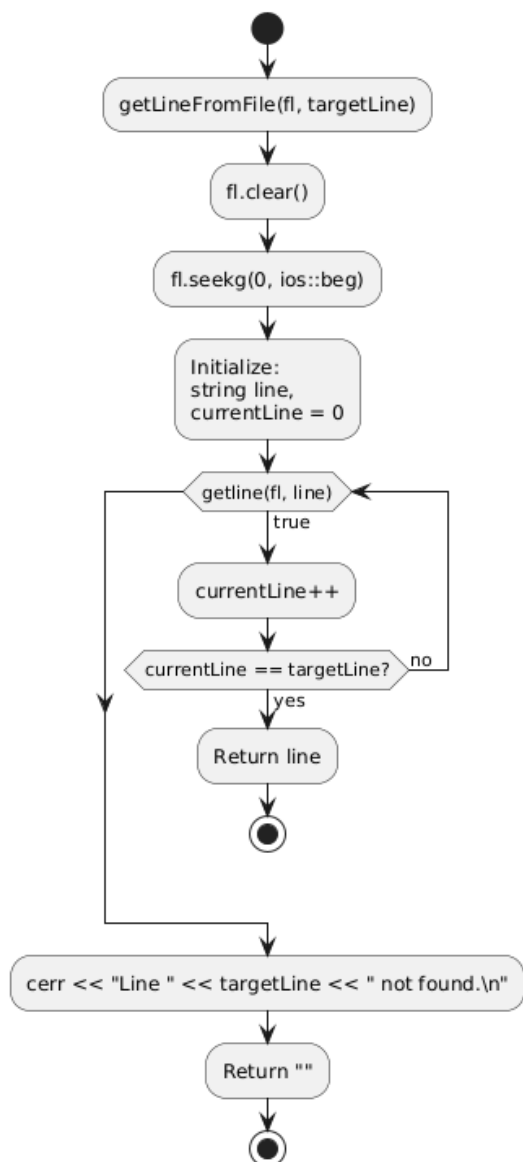 getLineFromFile(fl, targetLine)
fl.clear()
fl.seekg(0, ios::beg)
Initialize:
string line,
currentLine = 0
getline(fl, line)
true
currentLine++
currentLine == targetLine?
no
yes
Return line
cerr << "Line " << targetLine << " not found.\n"
Return ""